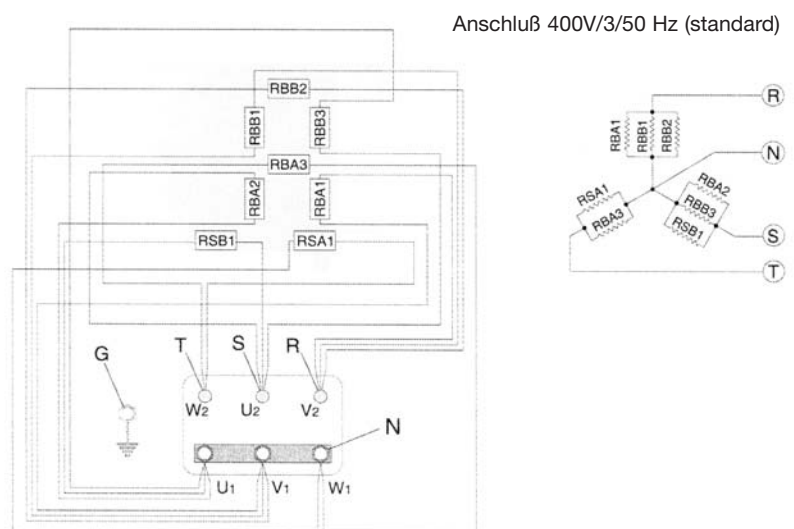 Anschluß 400V/3/50 Hz (standard)
RBB2
RBB1
RBB3
RBA3
RBA2
RBA1
RSB1
RSA1
T
S
R
G
W2
U2
V2
N
U1
V1
W1
R
RBA1
RBB1
RBB2
N
RSA1
RBA3
RBA2
RBB3
RSB1
S
T